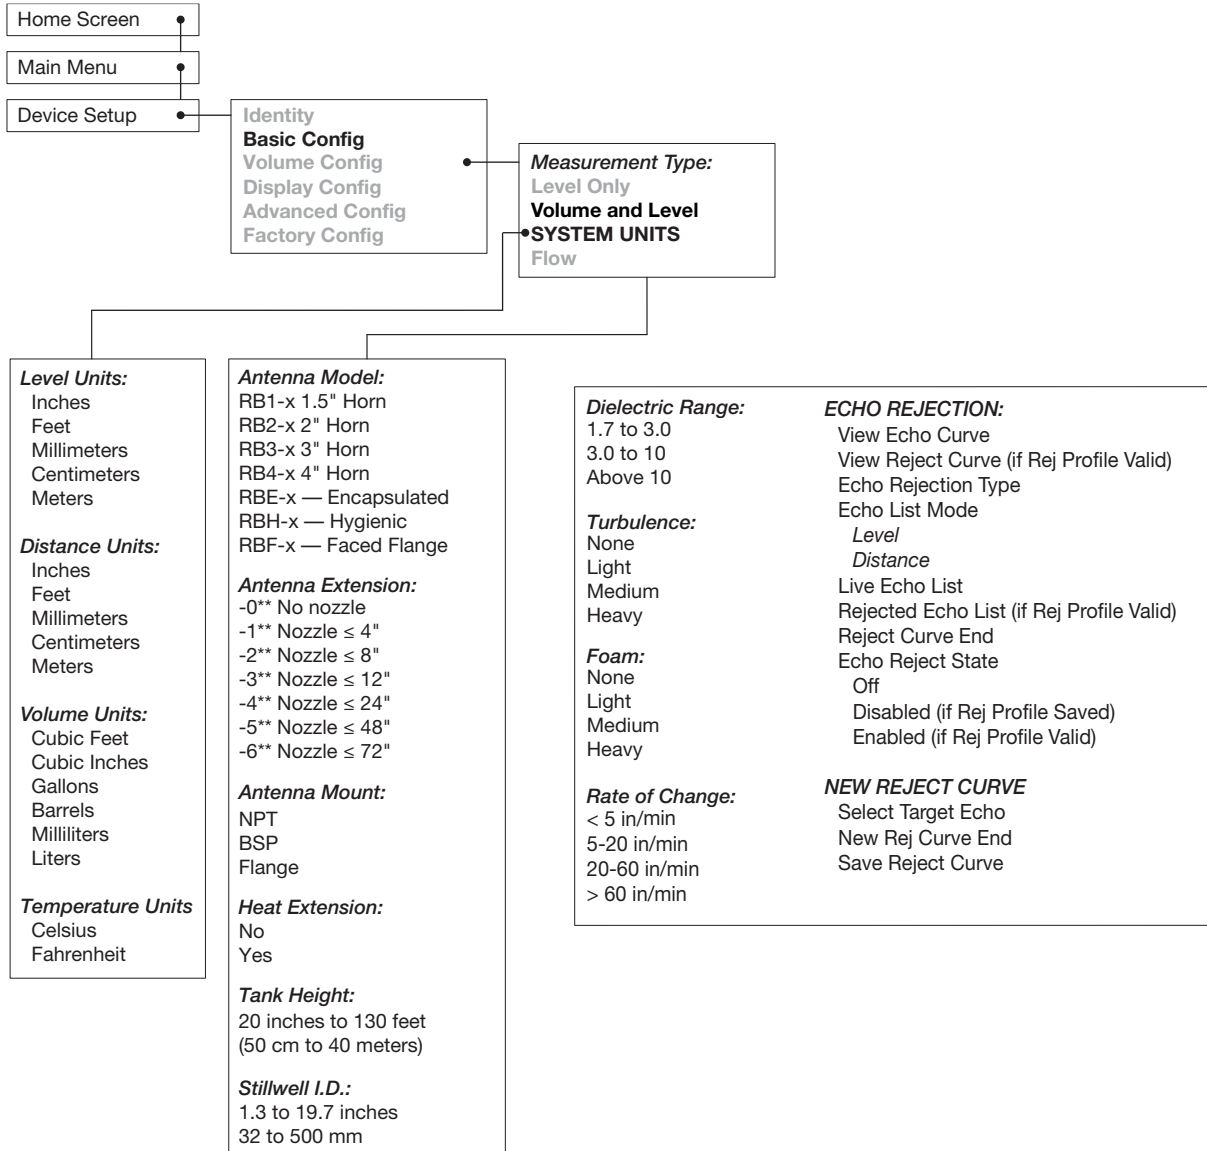 Home Screen
Main Menu
Device Setup
Identity
Basic Config
Volume Config
Display Config
Advanced Config
Factory Config
Measurement Type:
Level Only
Volume and Level
SYSTEM UNITS
Flow
Level Units:
Inches
Feet
Millimeters
Centimeters
Meters
Distance Units:
Inches
Feet
Millimeters
Centimeters
Meters
Volume Units:
Cubic Feet
Cubic Inches
Gallons
Barrels
Milliliters
Liters
Temperature Units
Celsius
Fahrenheit
Antenna Model:
RB1-x 1.5" Horn
RB2-x 2" Horn
RB3-x 3" Horn
RB4-x 4" Horn
RBE-x — Encapsulated
RBH-x — Hygienic
RBF-x — Faced Flange
Antenna Extension:
-0** No nozzle
-1** Nozzle ≤ 4"
-2** Nozzle ≤ 8"
-3** Nozzle ≤ 12"
-4** Nozzle ≤ 24"
-5** Nozzle ≤ 48"
-6** Nozzle ≤ 72"
Antenna Mount:
NPT
BSP
Flange
Heat Extension:
No
Yes
Tank Height:
20 inches to 130 feet
(50 cm to 40 meters)
Stillwell I.D.:
1.3 to 19.7 inches
32 to 500 mm
Dielectric Range:
1.7 to 3.0
3.0 to 10
Above 10
Turbulence:
None
Light
Medium
Heavy
Foam:
None
Light
Medium
Heavy
Rate of Change:
< 5 in/min
5-20 in/min
20-60 in/min
> 60 in/min
ECHO REJECTION:
View Echo Curve
View Reject Curve (if Rej Profile Valid)
Echo Rejection Type
Echo List Mode
Level
Distance
Live Echo List
Rejected Echo List (if Rej Profile Valid)
Reject Curve End
Echo Reject State
Off
Disabled (if Rej Profile Saved)
Enabled (if Rej Profile Valid)
NEW REJECT CURVE
Select Target Echo
New Rej Curve End
Save Reject Curve